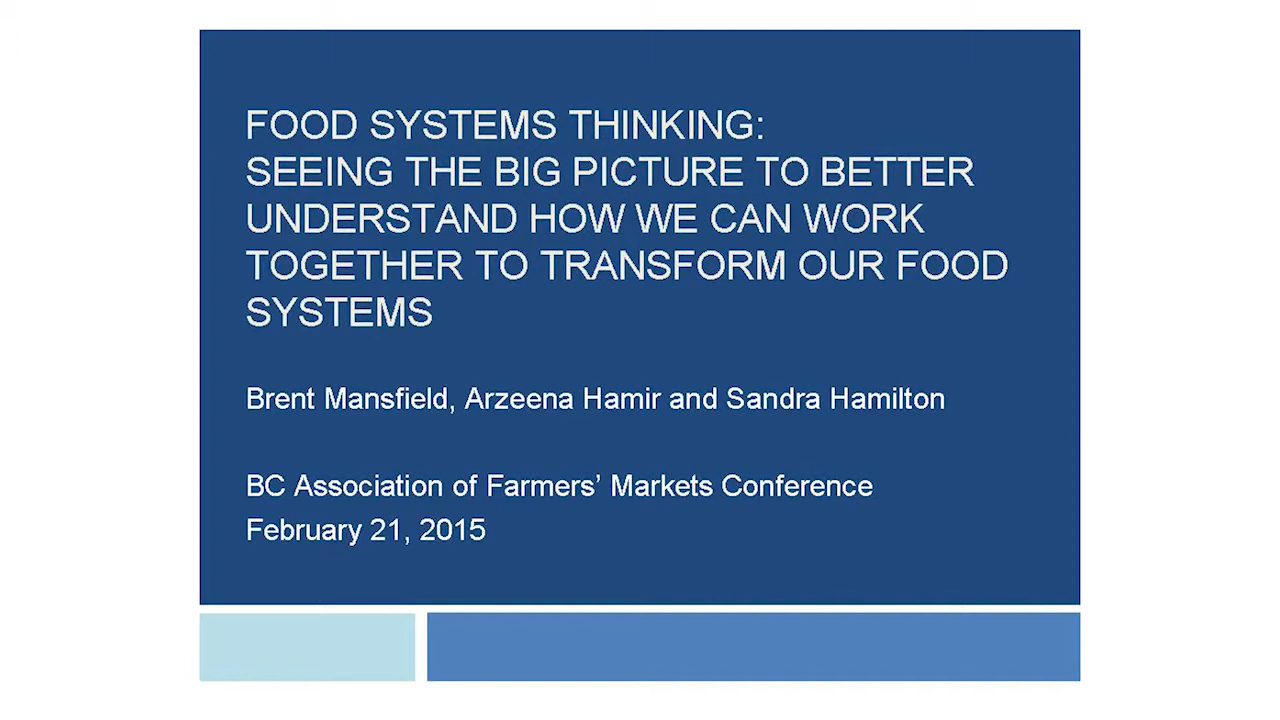 FOOD SYSTEMS THINKING:
SEEING THE BIG PICTURE TO BETTER
UNDERSTAND HOW WE CAN WORK
TOGETHER TO TRANSFORM OUR FOOD
SYSTEMS
Brent Mansfield, Arzeena Hamir and Sandra Hamilton
BC Association of Farmers’ Markets Conference
February 21, 2015